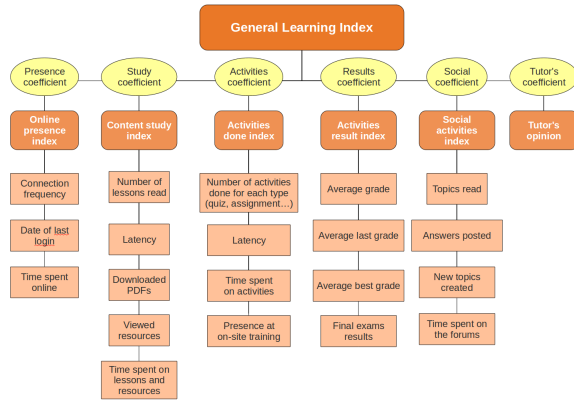 General Learning Index
Presence
coefficient
Study
coefficient
Activities
coefficient
Results
coefficient
Social
coefficient
Tutor's
coefficient
Online
presence
index
Content study
index
Activities
done index
Activities
result index
Social
activities
index
Tutor's
opinion
Connection
frequency
Date of last
login
Time spent
online
Number of
lessons read
Latency
Downloaded
PDFs
Viewed
resources
Time spent on
lessons and
resources
Number of activities
done for each type
(quiz, assignment…)
Latency
Time spent
on activities
Presence at
on-site training
Average grade
Average last grade
Average best grade
Final exams
results
Topics read
Answers posted
New topics
created
Time spent on
the forums